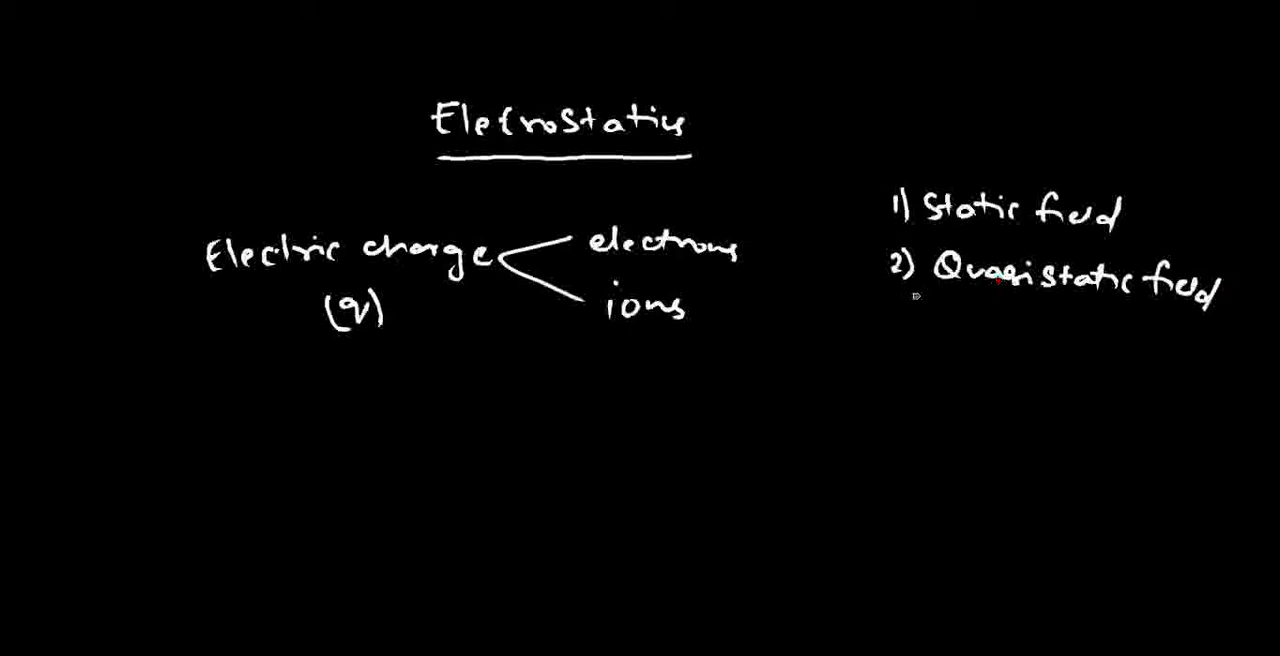 Electrostatics
Electric charge
electrons
ions
(q)
1) Static field
2) Quasistatic field